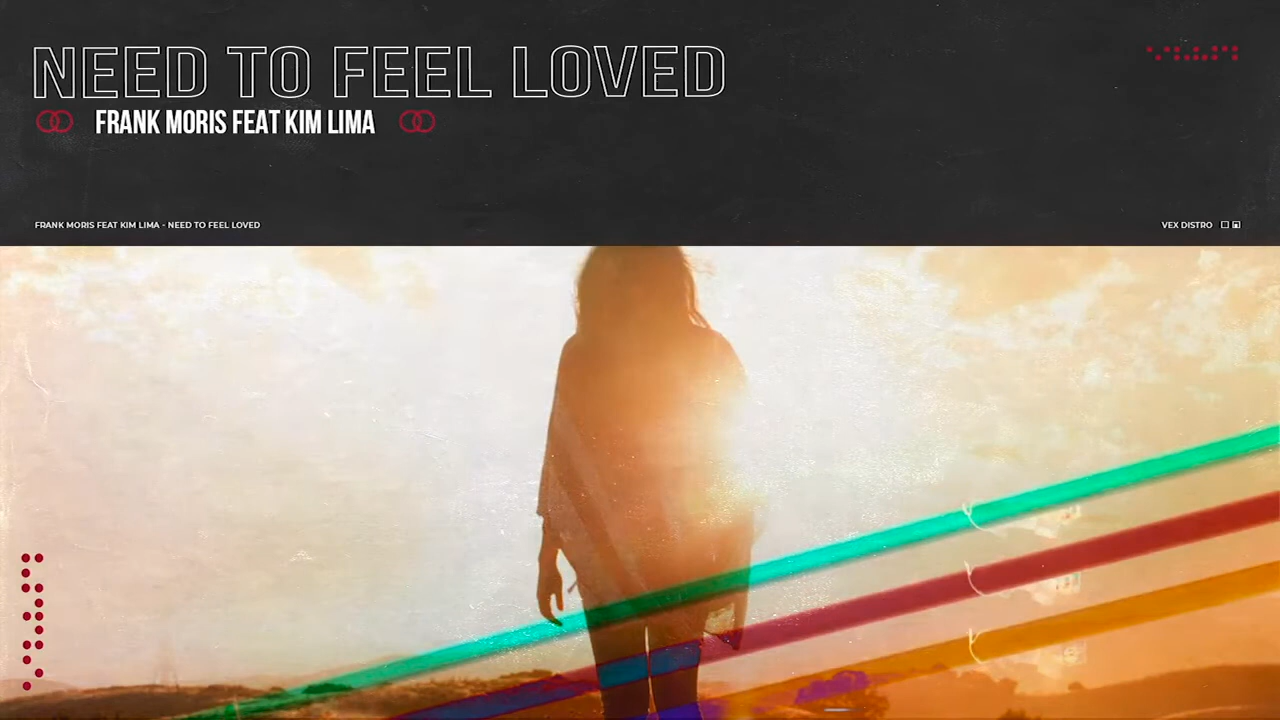 NEED TO FEEL LOVED
FRANK MORIS FEAT KIM LIMA
FRANK MORIS FEAT KIM LIMA - NEED TO FEEL LOVED
VEX DISTRO